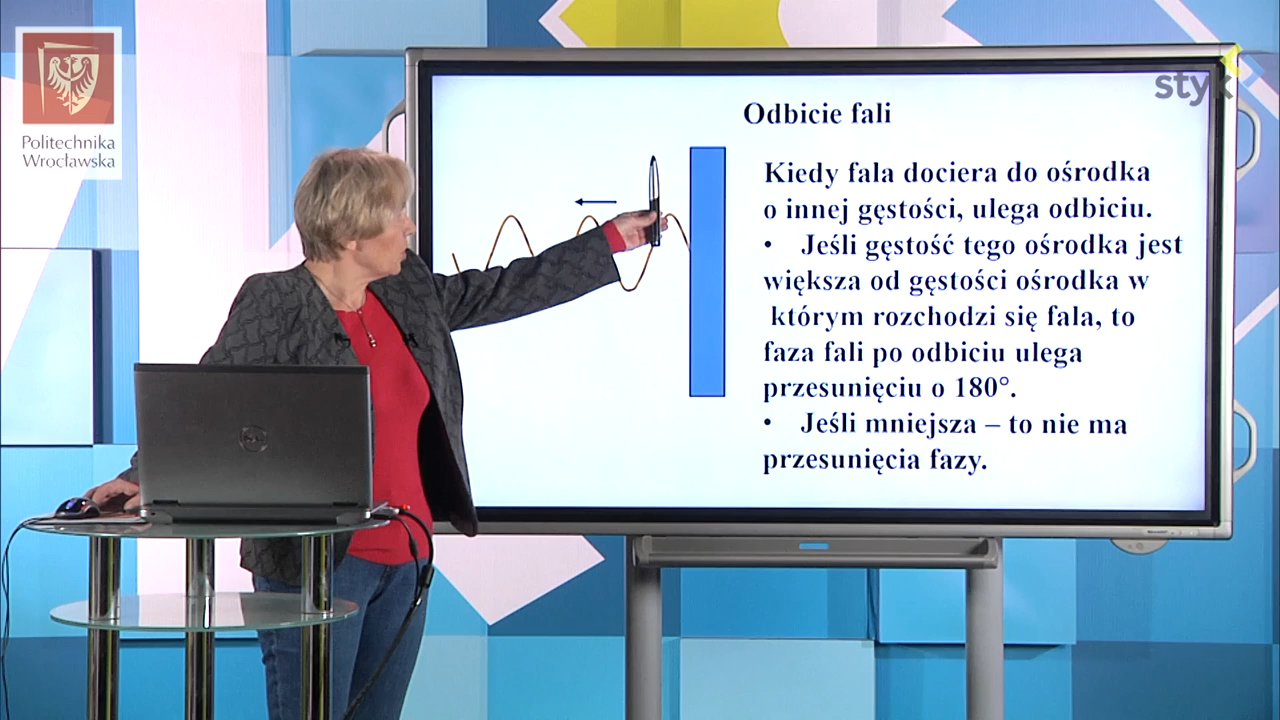 Politechnika
Wrocławska
styk
Odbicie fali
Kiedy fala dociera do ośrodka
o innej gęstości, ulega odbiciu.
• Jeśli gęstość tego ośrodka jest
większa od gęstości ośrodka w
którym rozchodzi się fala, to
faza fali po odbiciu ulega
przesunięciu o 180°.
• Jeśli mniejsza – to nie ma
przesunięcia fazy.